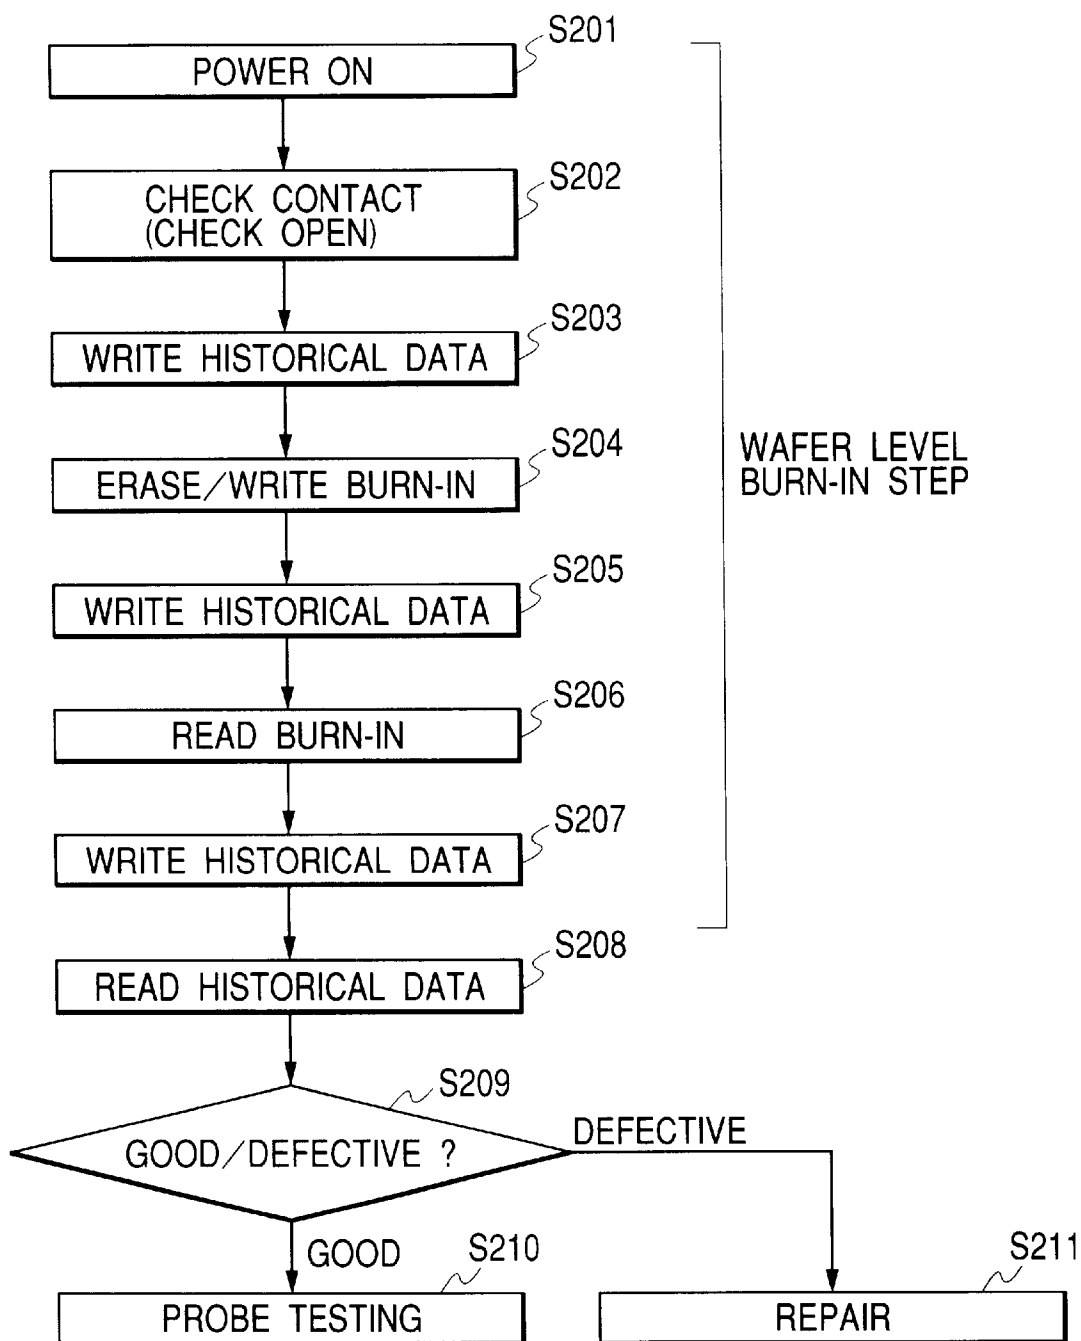 S201
POWER ON
S202
CHECK CONTACT
(CHECK OPEN)
S203
WRITE HISTORICAL DATA
S204
ERASE/WRITE BURN-IN
WAFER LEVEL
BURN-IN STEP
S205
WRITE HISTORICAL DATA
S206
READ BURN-IN
S207
WRITE HISTORICAL DATA
S208
READ HISTORICAL DATA
S209
GOOD/DEFECTIVE ?
DEFECTIVE
GOOD
S210
PROBE TESTING
S211
REPAIR